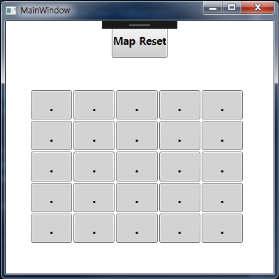 MainWindow
Map Reset
. . . . .
. . . . .
. . . . .
. . . . .
. . . . .